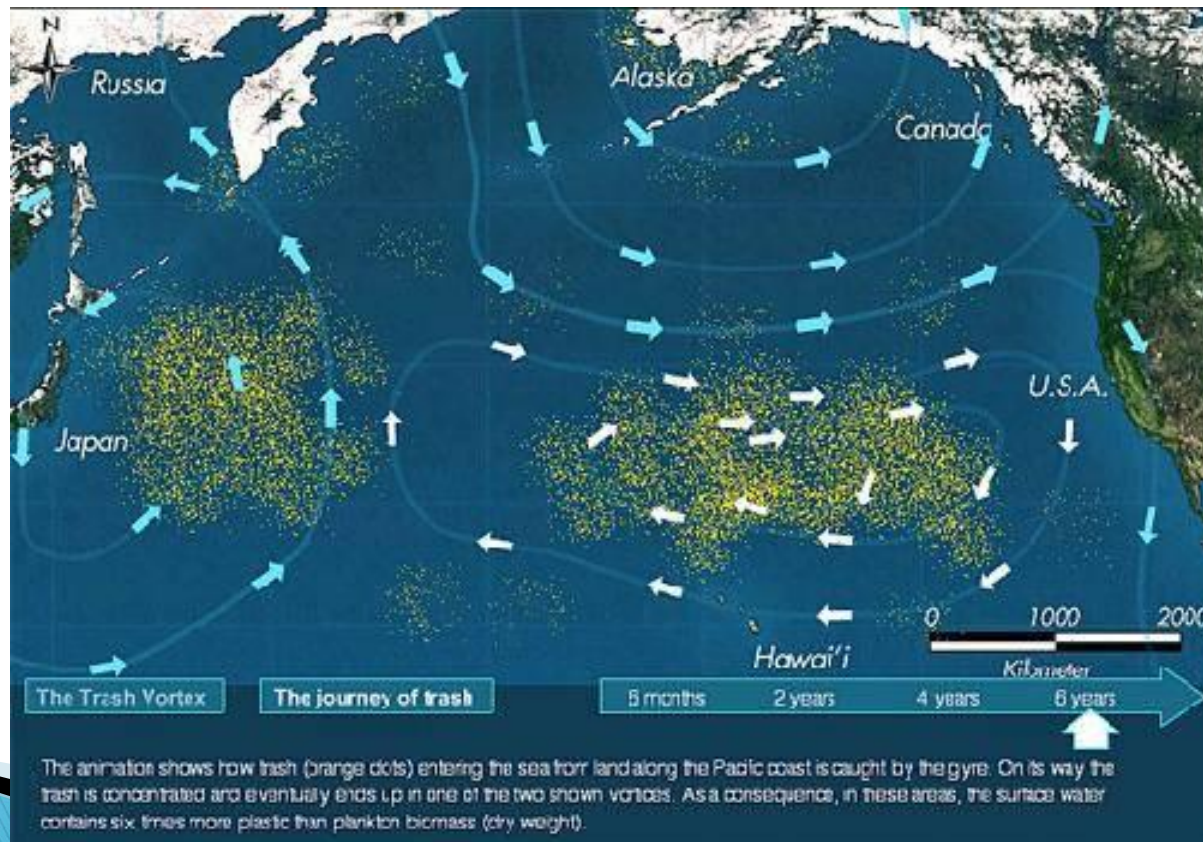 N
Russia
Alaska
Canada
U.S.A.
Japan
Hawai'i
0 1000 2000
Kilometer
The Trash Vortex
The journey of trash
6 months 2 years 4 years 6 years
The animation shows how trash (orange dots) entering the sea from land along the Pacific coast is caught by the gyre. On its way the
trash is concentrated and eventually ends up in one of the two shown vortices. As a consequence, in these areas, the surface water
contains six times more plastic than plankton biomass (dry weight).